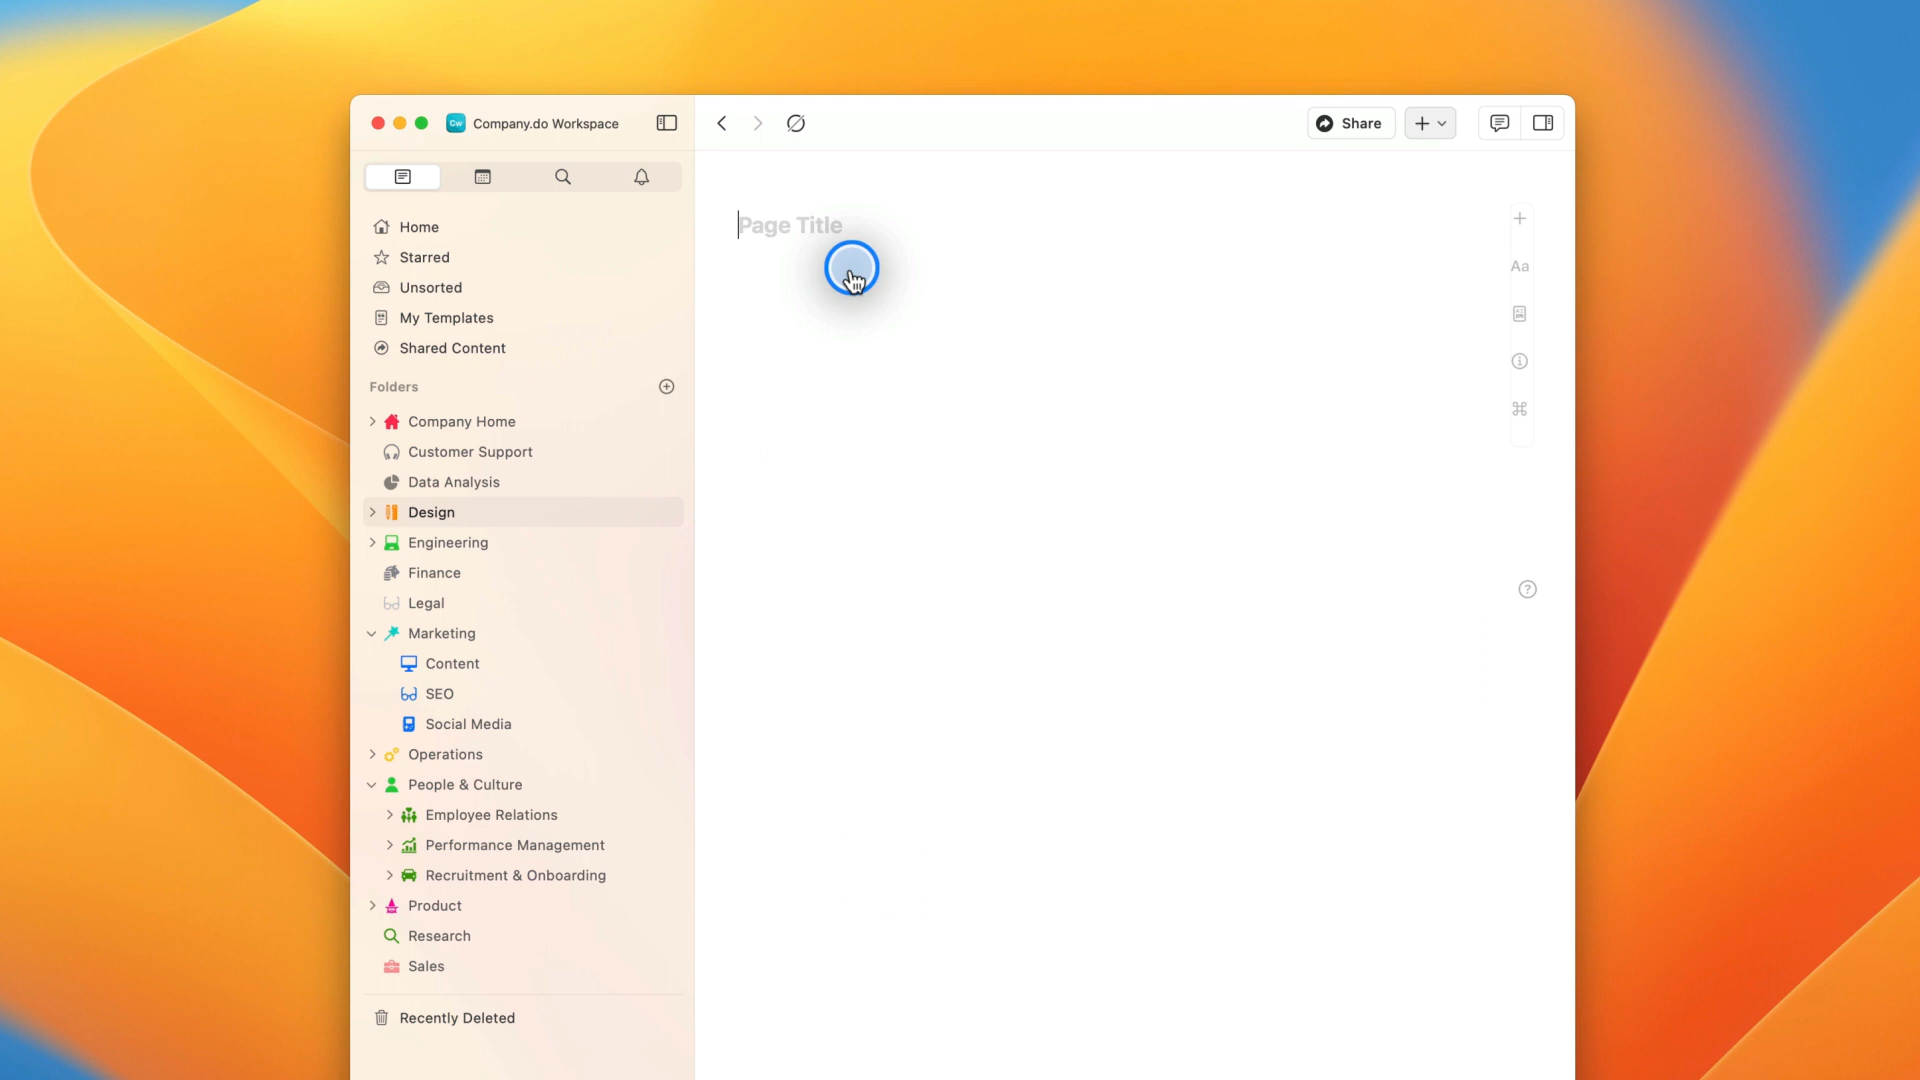 Cw Company.do Workspace
Share
Home
Starred
Unsorted
My Templates
Shared Content
Folders
Company Home
Customer Support
Data Analysis
Design
Engineering
Finance
Legal
Marketing
Content
SEO
Social Media
Operations
People & Culture
Employee Relations
Performance Management
Recruitment & Onboarding
Product
Research
Sales
Recently Deleted
Page Title
Aa